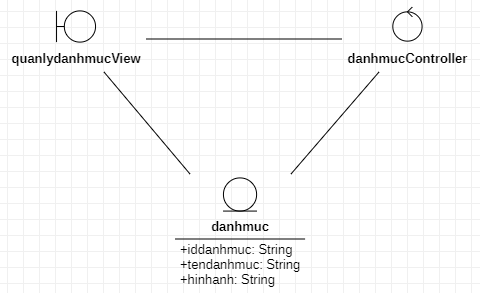 quanlydanhmucView
danhmucController
danhmuc
+iddanhmuc: String
+tendanhmuc: String
+hinhanh: String